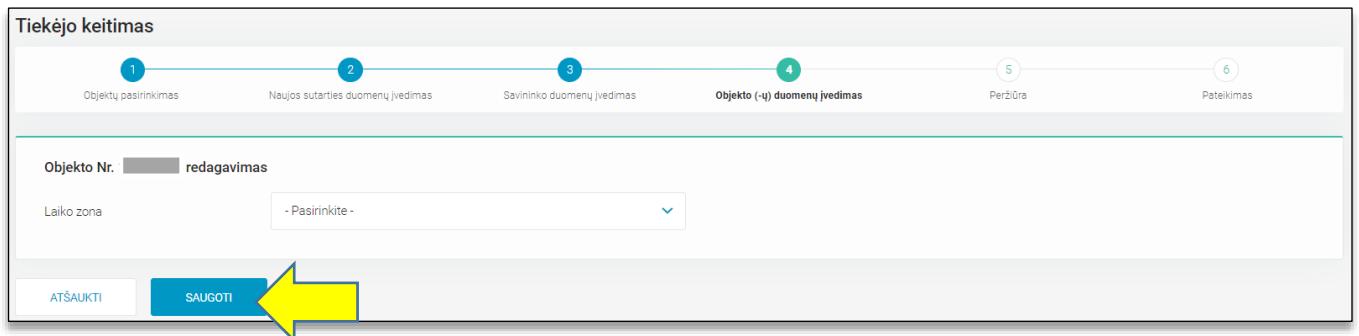 Tiekėjo keitimas
1 2 3 4 5 6
Objektų pasirinkimas Naujos sutarties duomenų įvedimas Savininko duomenų įvedimas Objekto (-ų) duomenų įvedimas Peržiūra Pateikimas
Objekto Nr. redagavimas
Laiko zona - Pasirinkite -
ATŠAUKTI SAUGOTI